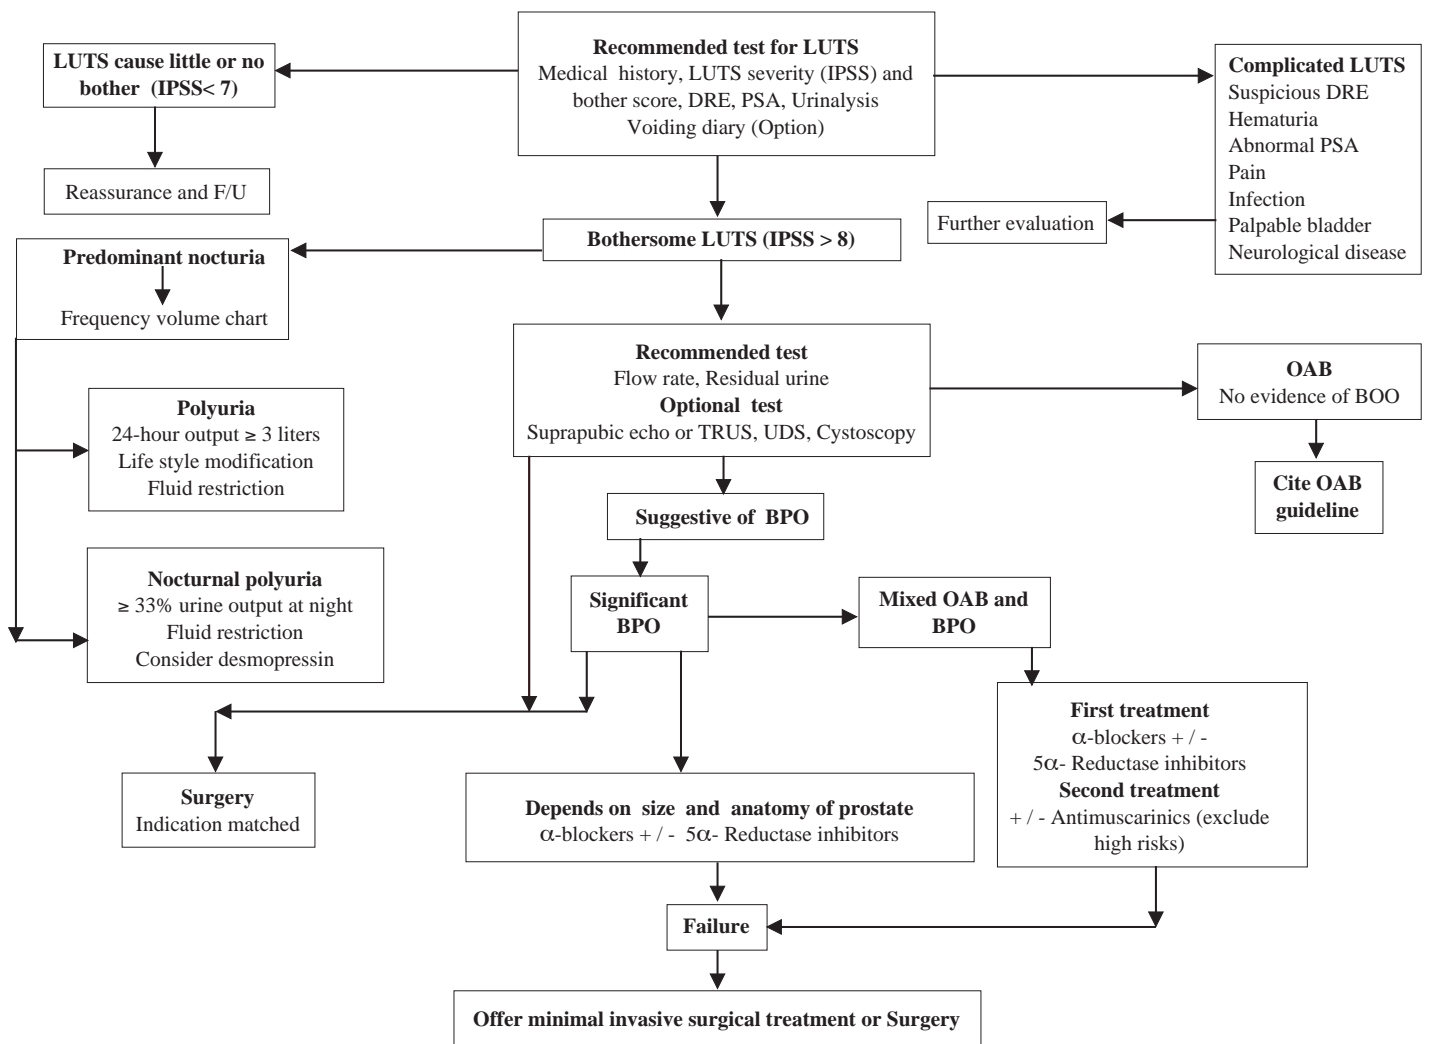 Recommended test for LUTS
Medical history, LUTS severity (IPSS) and
bother score, DRE, PSA, Urinalysis
Voiding diary (Option)
LUTS cause little or no
bother (IPSS< 7)
Reassurance and F/U
Complicated LUTS
Suspicious DRE
Hematuria
Abnormal PSA
Pain
Infection
Palpable bladder
Neurological disease
Further evaluation
Bothersome LUTS (IPSS > 8)
Predominant nocturia
Frequency volume chart
Polyuria
24-hour output ≥ 3 liters
Life style modification
Fluid restriction
Nocturnal polyuria
≥ 33% urine output at night
Fluid restriction
Consider desmopressin
Recommended test
Flow rate, Residual urine
Optional test
Suprapubic echo or TRUS, UDS, Cystoscopy
OAB
No evidence of BOO
Cite OAB
guideline
Suggestive of BPO
Significant
BPO
Mixed OAB and
BPO
First treatment
α-blockers + / -
5α- Reductase inhibitors
Second treatment
+ / - Antimuscarinics (exclude
high risks)
Surgery
Indication matched
Depends on size and anatomy of prostate
α-blockers + / - 5α- Reductase inhibitors
Failure
Offer minimal invasive surgical treatment or Surgery